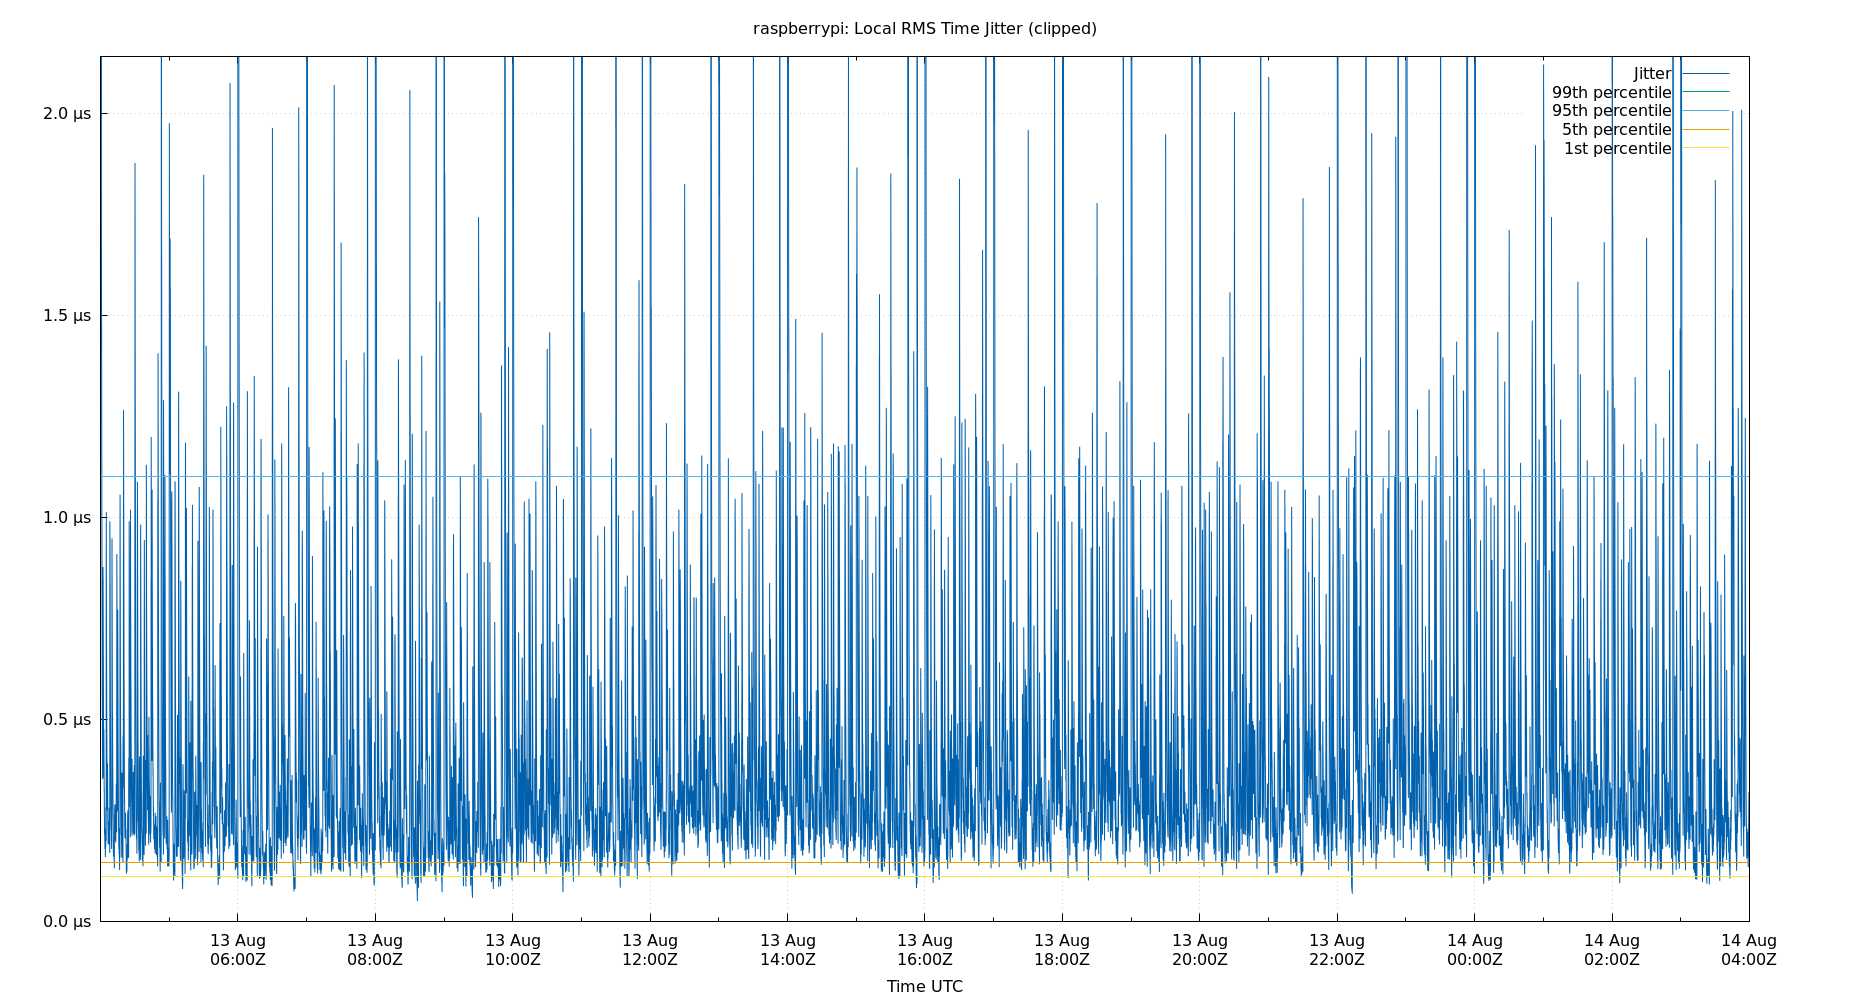 raspberrypi: Local RMS Time Jitter (clipped)
Jitter
99th percentile
95th percentile
5th percentile
1st percentile
2.0 µs
1.5 µs
1.0 µs
0.5 µs
0.0 µs
13 Aug 13 Aug 13 Aug 13 Aug 13 Aug 13 Aug 13 Aug 13 Aug 13 Aug 14 Aug 14 Aug 14 Aug
06:00Z 08:00Z 10:00Z 12:00Z 14:00Z 16:00Z 18:00Z 20:00Z 22:00Z 00:00Z 02:00Z 04:00Z
Time UTC